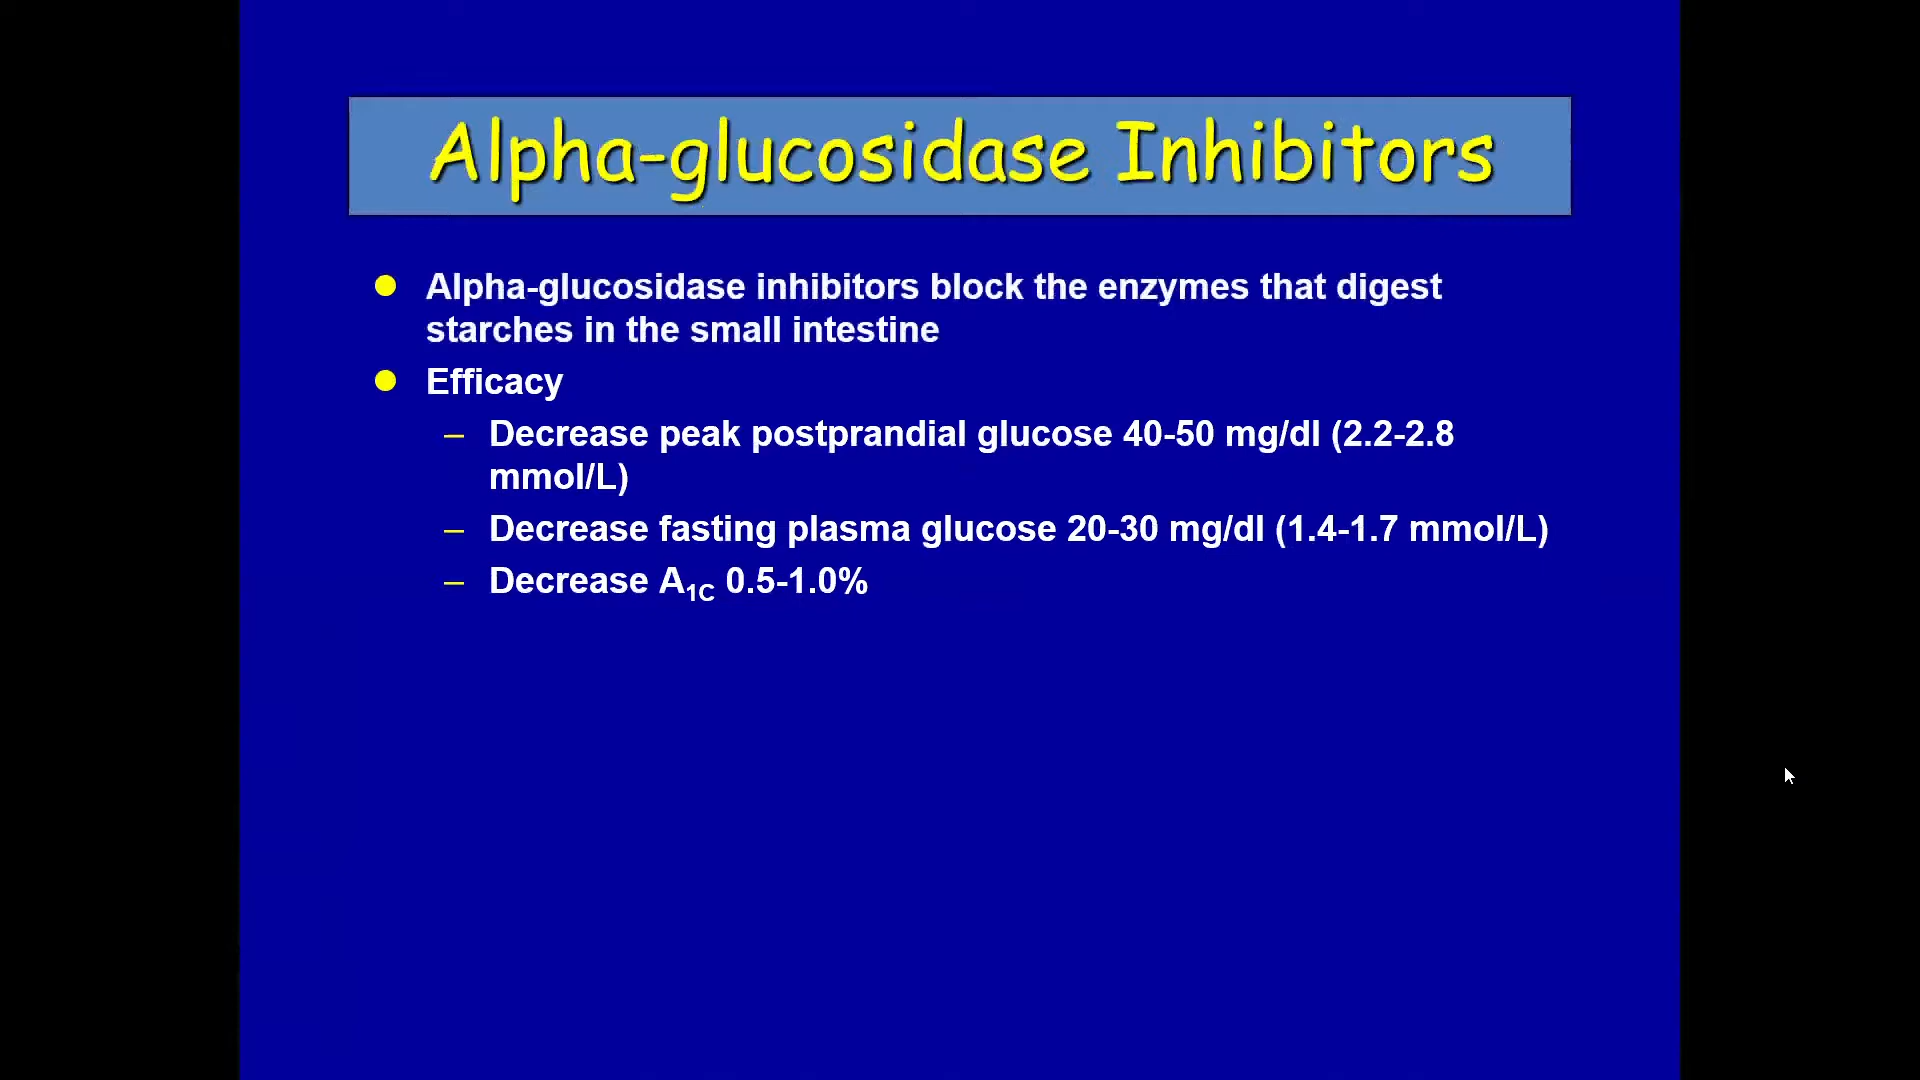 Alpha-glucosidase Inhibitors
● Alpha-glucosidase inhibitors block the enzymes that digest
starches in the small intestine
● Efficacy
– Decrease peak postprandial glucose 40-50 mg/dl (2.2-2.8
mmol/L)
– Decrease fasting plasma glucose 20-30 mg/dl (1.4-1.7 mmol/L)
– Decrease A1C 0.5-1.0%